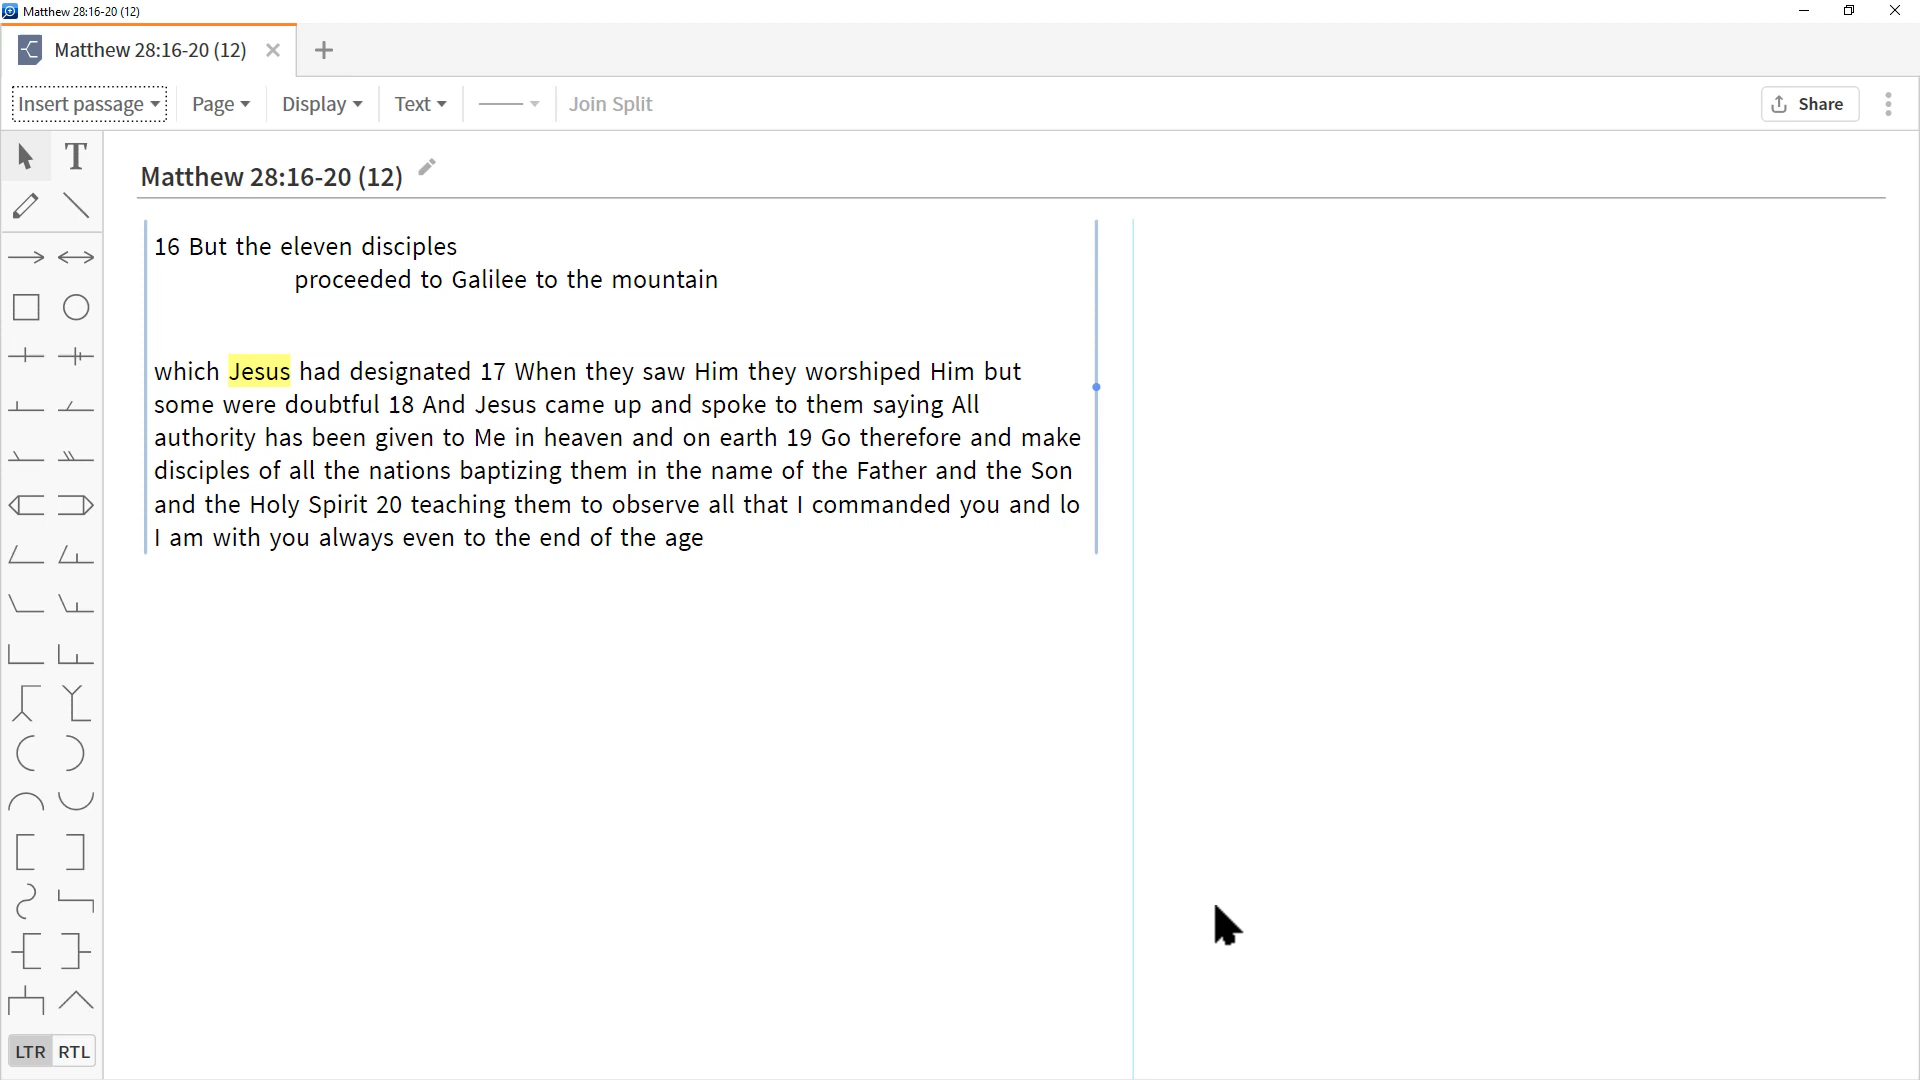 Matthew 28:16-20 (12)
Matthew 28:16-20 (12)
Insert passage Page Display Text Join Split Share
T
Matthew 28:16-20 (12)
16 But the eleven disciples
proceeded to Galilee to the mountain
which Jesus had designated 17 When they saw Him they worshiped Him but
some were doubtful 18 And Jesus came up and spoke to them saying All
authority has been given to Me in heaven and on earth 19 Go therefore and make
disciples of all the nations baptizing them in the name of the Father and the Son
and the Holy Spirit 20 teaching them to observe all that I commanded you and lo
I am with you always even to the end of the age
LTR RTL